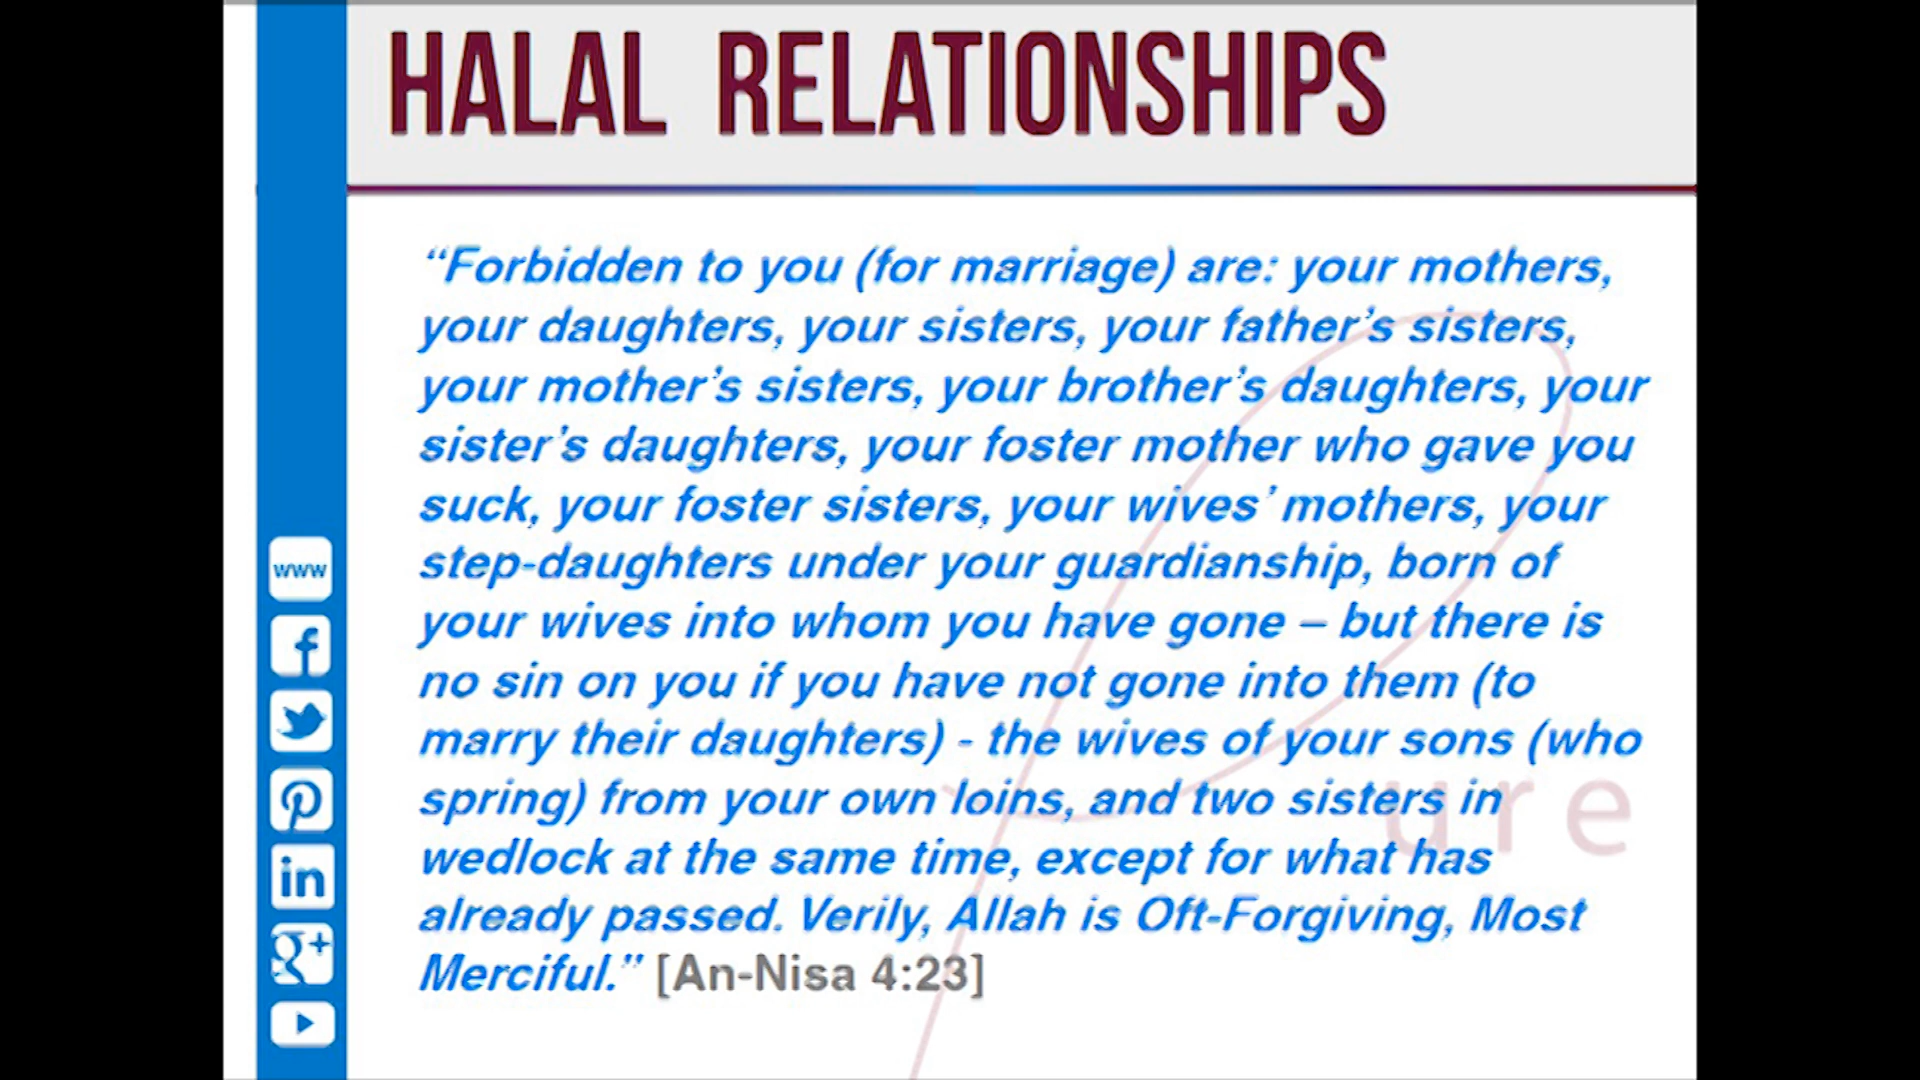 HALAL RELATIONSHIPS
“Forbidden to you (for marriage) are: your mothers,
your daughters, your sisters, your father’s sisters,
your mother’s sisters, your brother’s daughters, your
sister’s daughters, your foster mother who gave you
suck, your foster sisters, your wives’ mothers, your
step-daughters under your guardianship, born of
your wives into whom you have gone – but there is
no sin on you if you have not gone into them (to
marry their daughters) - the wives of your sons (who
spring) from your own loins, and two sisters in
wedlock at the same time, except for what has
already passed. Verily, Allah is Oft-Forgiving, Most
Merciful.” [An-Nisa 4:23]
www
f
in
g+
ure